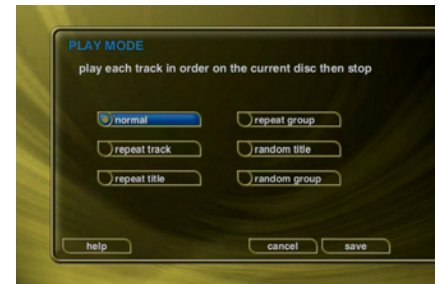 PLAY MODE
play each track in order on the current disc then stop
normal
repeat group
repeat track
random title
repeat title
random group
help
cancel
save